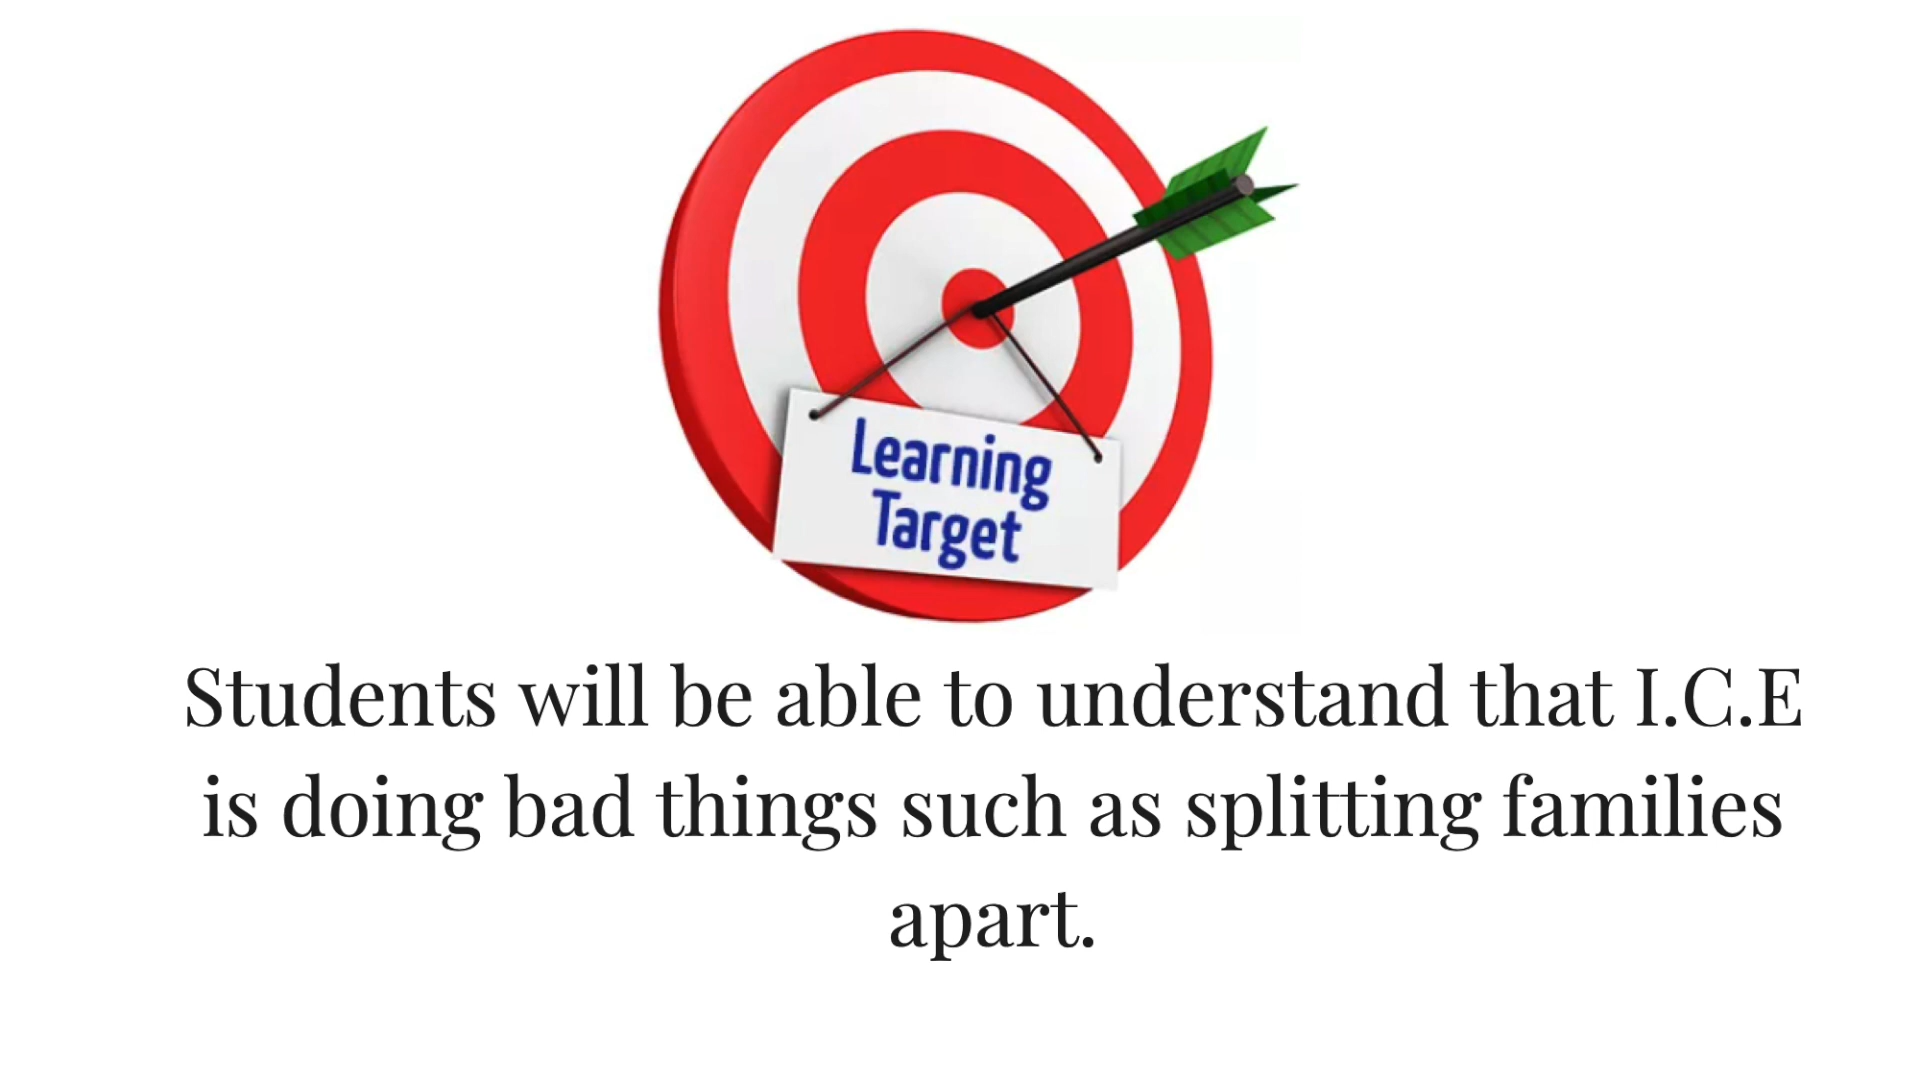 Learning
Target
Students will be able to understand that I.C.E
is doing bad things such as splitting families
apart.